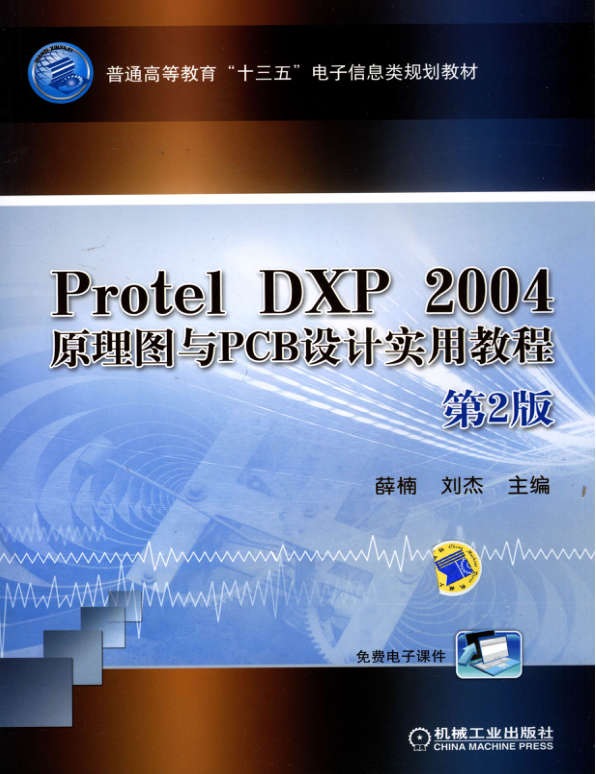 普通高等教育“十三五”电子信息类规划教材
Protel DXP 2004
原理图与PCB设计实用教程
第2版
薛楠 刘杰 主编
免费电子课件
机械工业出版社
CHINA MACHINE PRESS